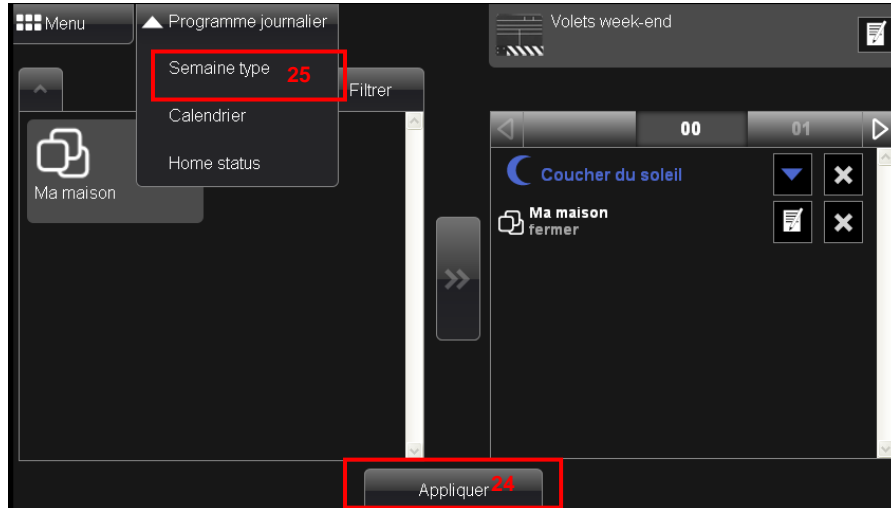 Menu
Programme journalier
Semaine type 25
Calendrier
Home status
Filtrer
Ma maison
Volets week-end
00 01
Coucher du soleil
Ma maison
fermer
Appliquer 24